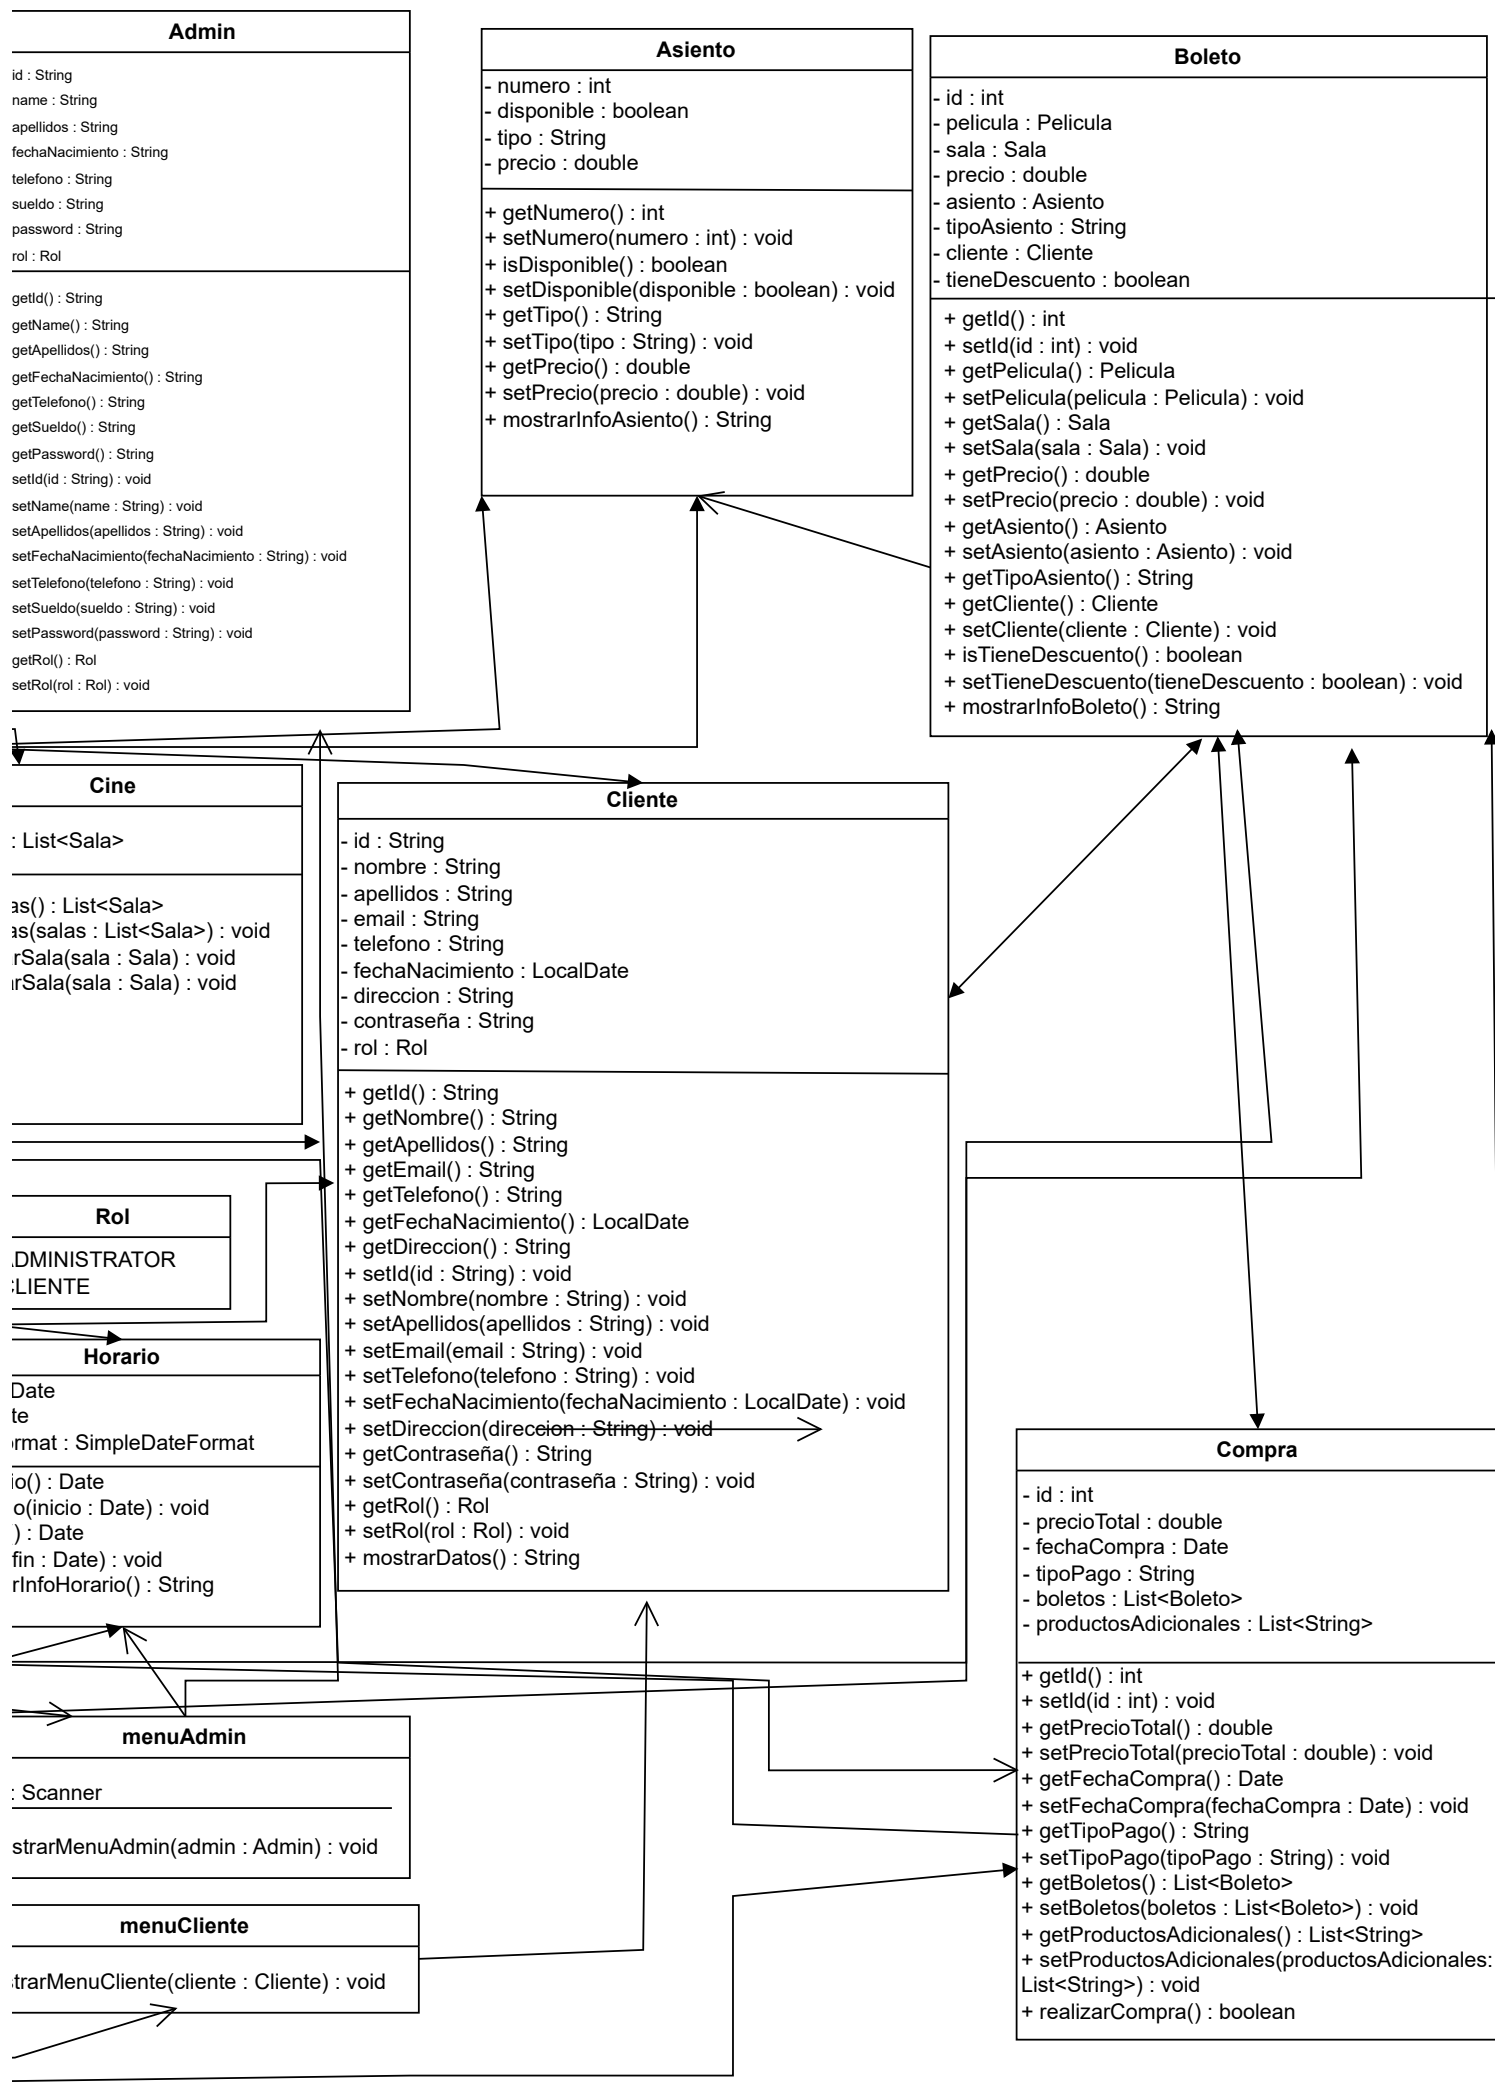 Admin
id : String
name : String
apellidos : String
fechaNacimiento : String
telefono : String
sueldo : String
password : String
rol : Rol
getId() : String
getName() : String
getApellidos() : String
getFechaNacimiento() : String
getTelefono() : String
getSueldo() : String
getPassword() : String
setId(id : String) : void
setName(name : String) : void
setApellidos(apellidos : String) : void
setFechaNacimiento(fechaNacimiento : String) : void
setTelefono(telefono : String) : void
setSueldo(sueldo : String) : void
setPassword(password : String) : void
getRol() : Rol
setRol(rol : Rol) : void
Asiento
- numero : int
- disponible : boolean
- tipo : String
- precio : double
+ getNumero() : int
+ setNumero(numero : int) : void
+ isDisponible() : boolean
+ setDisponible(disponible : boolean) : void
+ getTipo() : String
+ setTipo(tipo : String) : void
+ getPrecio() : double
+ setPrecio(precio : double) : void
+ mostrarInfoAsiento() : String
Boleto
- id : int
- pelicula : Pelicula
- sala : Sala
- precio : double
- asiento : Asiento
- tipoAsiento : String
- cliente : Cliente
- tieneDescuento : boolean
+ getId() : int
+ setId(id : int) : void
+ getPelicula() : Pelicula
+ setPelicula(pelicula : Pelicula) : void
+ getSala() : Sala
+ setSala(sala : Sala) : void
+ getPrecio() : double
+ setPrecio(precio : double) : void
+ getAsiento() : Asiento
+ setAsiento(asiento : Asiento) : void
+ getTipoAsiento() : String
+ getCliente() : Cliente
+ setCliente(cliente : Cliente) : void
+ isTieneDescuento() : boolean
+ setTieneDescuento(tieneDescuento : boolean) : void
+ mostrarInfoBoleto() : String
Cine
: List<Sala>
as() : List<Sala>
as(salas : List<Sala>) : void
rSala(sala : Sala) : void
rSala(sala : Sala) : void
Cliente
- id : String
- nombre : String
- apellidos : String
- email : String
- telefono : String
- fechaNacimiento : LocalDate
- direccion : String
- contraseña : String
- rol : Rol
+ getId() : String
+ getNombre() : String
+ getApellidos() : String
+ getEmail() : String
+ getTelefono() : String
+ getFechaNacimiento() : LocalDate
+ getDireccion() : String
+ setId(id : String) : void
+ setNombre(nombre : String) : void
+ setApellidos(apellidos : String) : void
+ setEmail(email : String) : void
+ setTelefono(telefono : String) : void
+ setFechaNacimiento(fechaNacimiento : LocalDate) : void
+ setDireccion(direccion : String) : void
+ getContraseña() : String
+ setContraseña(contraseña : String) : void
+ getRol() : Rol
+ setRol(rol : Rol) : void
+ mostrarDatos() : String
Rol
DMINISTRATOR
LIENTE
Horario
Date
te
rmat : SimpleDateFormat
io() : Date
o(inicio : Date) : void
) : Date
fin : Date) : void
rInfoHorario() : String
menuAdmin
: Scanner
strarMenuAdmin(admin : Admin) : void
menuCliente
trarMenuCliente(cliente : Cliente) : void
Compra
- id : int
- precioTotal : double
- fechaCompra : Date
- tipoPago : String
- boletos : List<Boleto>
- productosAdicionales : List<String>
+ getId() : int
+ setId(id : int) : void
+ getPrecioTotal() : double
+ setPrecioTotal(precioTotal : double) : void
+ getFechaCompra() : Date
+ setFechaCompra(fechaCompra : Date) : void
+ getTipoPago() : String
+ setTipoPago(tipoPago : String) : void
+ getBoletos() : List<Boleto>
+ setBoletos(boletos : List<Boleto>) : void
+ getProductosAdicionales() : List<String>
+ setProductosAdicionales(productosAdicionales:
List<String>) : void
+ realizarCompra() : boolean